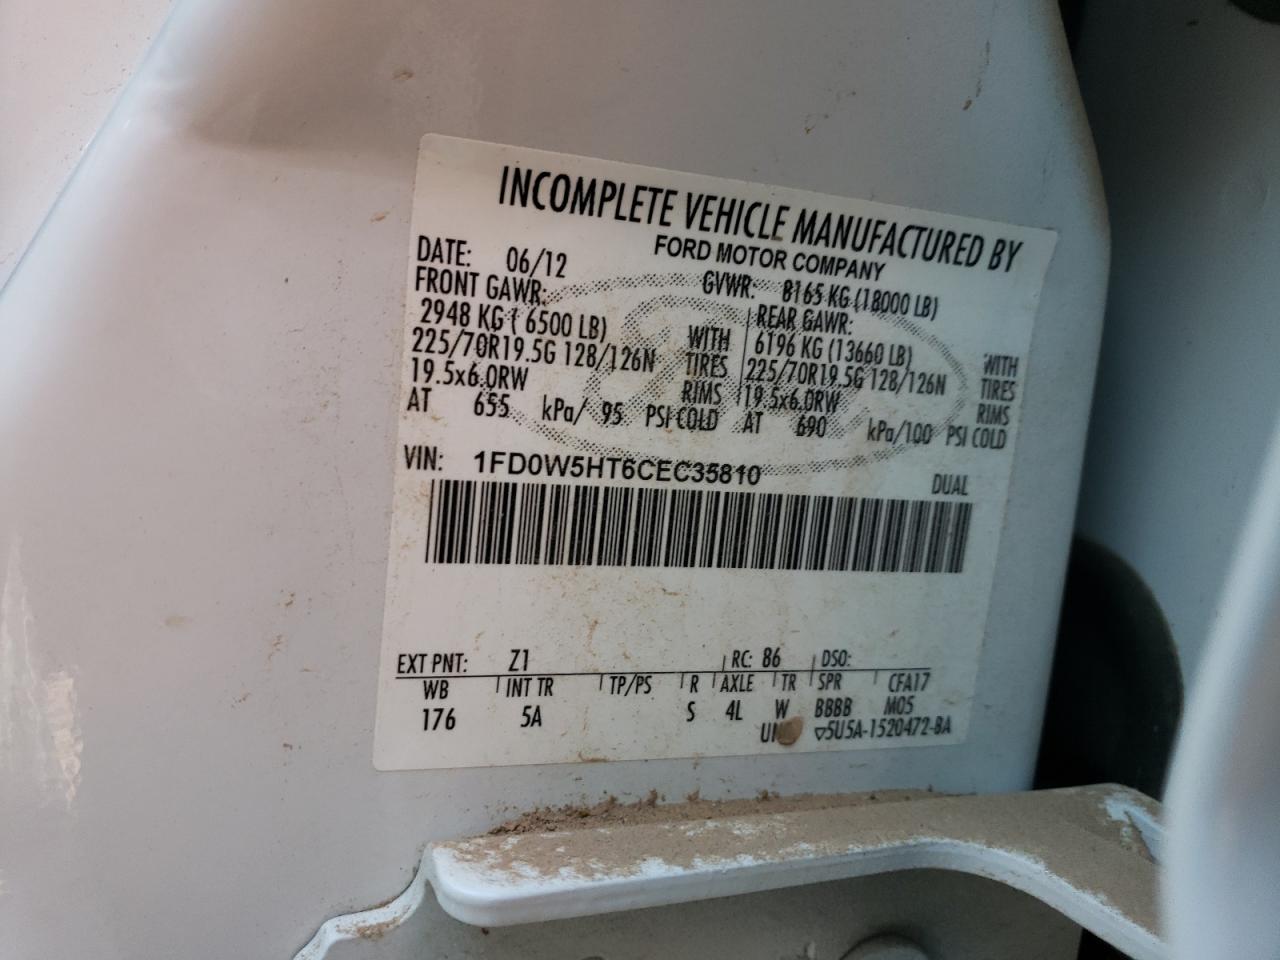 INCOMPLETE VEHICLE MANUFACTURED BY
FORD MOTOR COMPANY
DATE: 06/12 GVWR: 8165 KG (18000 LB)
FRONT GAWR: REAR GAWR:
2948 KG ( 6500 LB) WITH 6196 KG (13660 LB) WITH
225/70R19.5G 128/126N TIRES 225/70R19.5G 128/126N TIRES
19.5x6.0RW RIMS 19.5x6.0RW RIMS
AT 655 kPa/ 95 PSI COLD AT 690 kPa/100 PSI COLD
VIN: 1FD0W5HT6CEC35810
DUAL
EXT PNT: Z1 RC: 86 DSO:
WB INT TR TP/PS R AXLE TR SPR CFA17
176 5A S 4L W BBBB M05
▽5U5A-1520472-BA